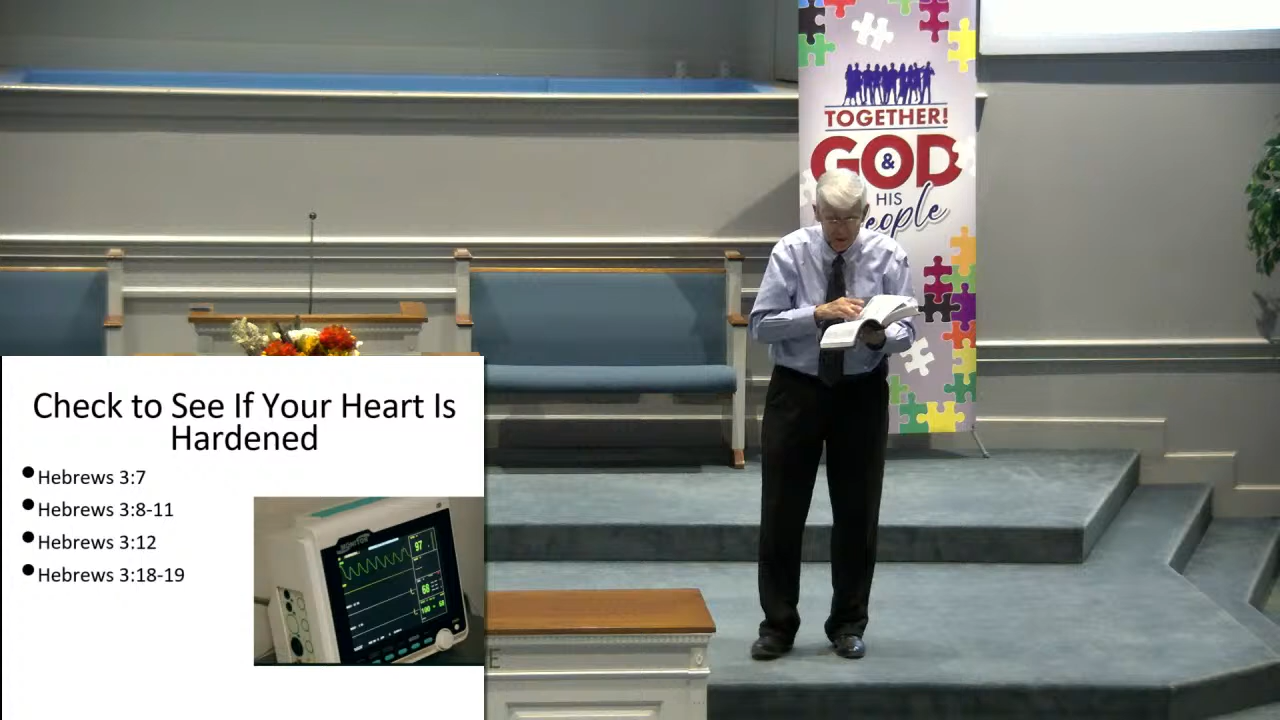 TOGETHER!
GOD
&
HIS
People
Check to See If Your Heart Is
Hardened
• Hebrews 3:7
• Hebrews 3:8-11
• Hebrews 3:12
• Hebrews 3:18-19
97
68
E